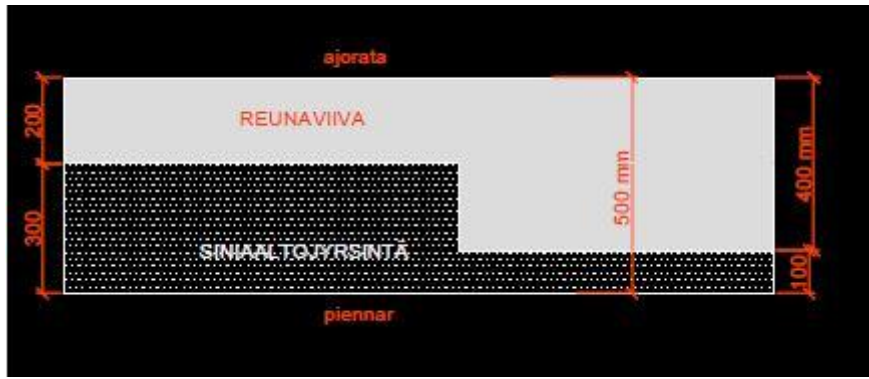 ajorata
REUNAVIIVA
200
300
500 mm
400 mm
100
SINIAALTOJYRSINTÄ
piennar